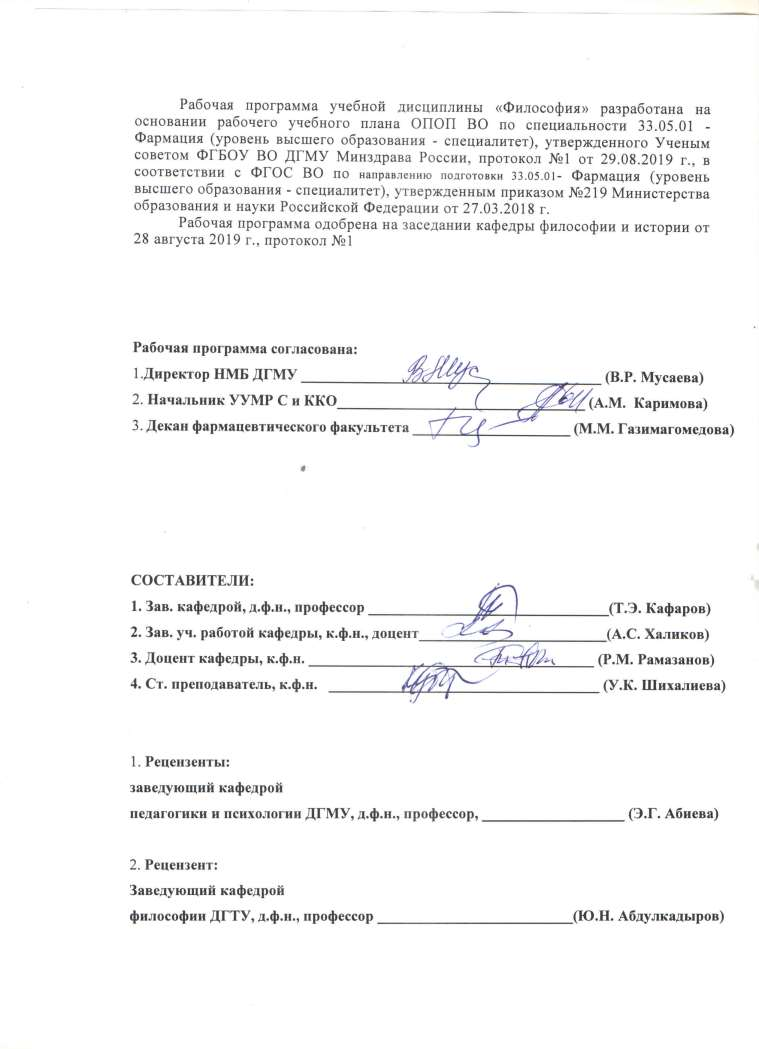 Рабочая программа учебной дисциплины «Философия» разработана на
основании рабочего учебного плана ОПОП ВО по специальности 33.05.01 -
Фармация (уровень высшего образования - специалитет), утвержденного Ученым
советом ФГБОУ ВО ДГМУ Минздрава России, протокол №1 от 29.08.2019 г., в
соответствии с ФГОС ВО по направлению подготовки 33.05.01- Фармация (уровень
высшего образования - специалитет), утвержденным приказом №219 Министерства
образования и науки Российской Федерации от 27.03.2018 г.
Рабочая программа одобрена на заседании кафедры философии и истории от
28 августа 2019 г., протокол №1
Рабочая программа согласована:
1.Директор НМБ ДГМУ (В.Р. Мусаева)
2. Начальник УУМР С и ККО (А.М. Каримова)
3. Декан фармацевтического факультета (М.М. Газимагомедова)
СОСТАВИТЕЛИ:
1. Зав. кафедрой, д.ф.н., профессор (Т.Э. Кафаров)
2. Зав. уч. работой кафедры, к.ф.н., доцент (А.С. Халиков)
3. Доцент кафедры, к.ф.н. (Р.М. Рамазанов)
4. Ст. преподаватель, к.ф.н. (У.К. Шихалиева)
1. Рецензенты:
заведующий кафедрой
педагогики и психологии ДГМУ, д.ф.н., профессор, (Э.Г. Абиева)
2. Рецензент:
Заведующий кафедрой
философии ДГТУ, д.ф.н., профессор (Ю.Н. Абдулкадыров)